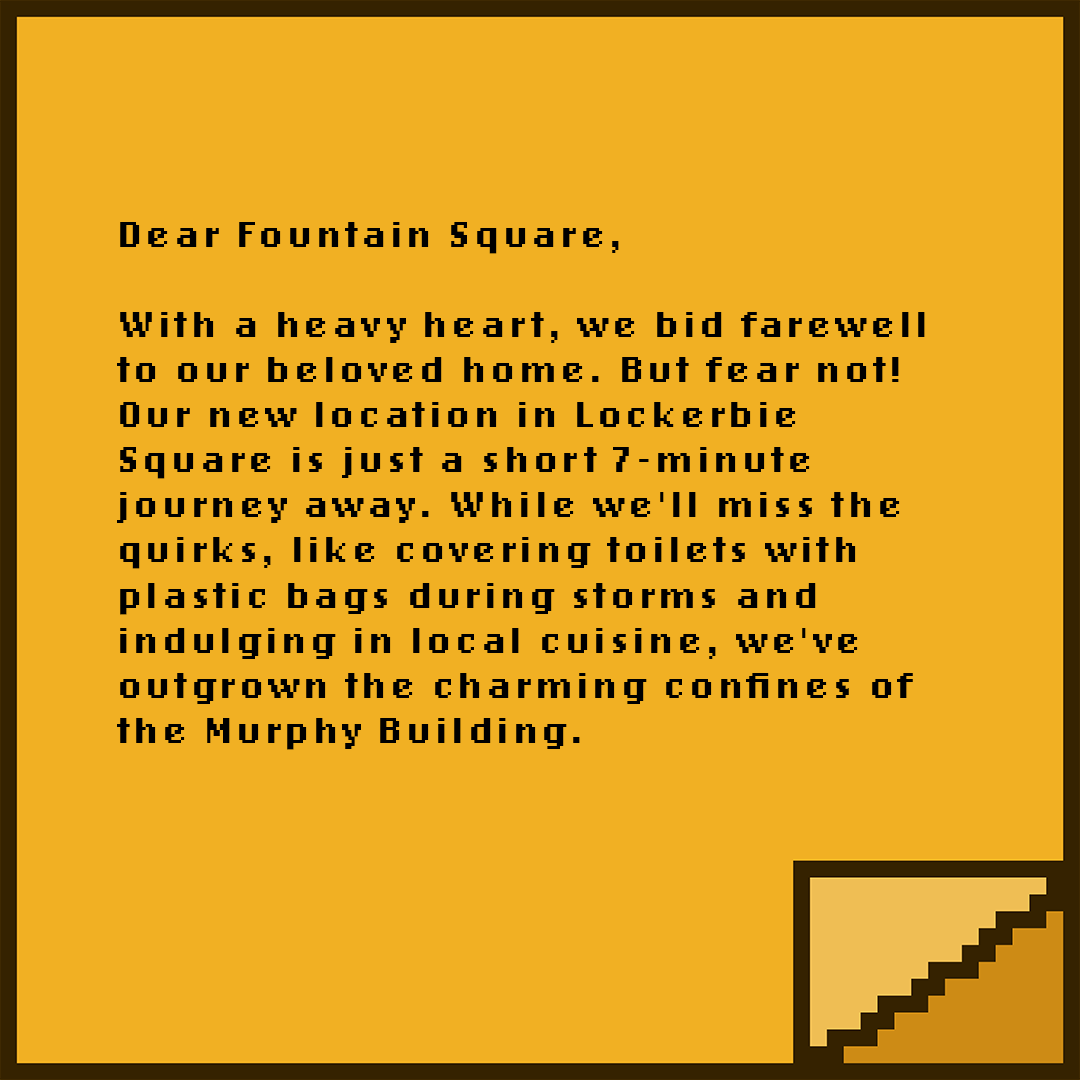 Dear Fountain Square,
With a heavy heart, we bid farewell
to our beloved home. But fear not!
Our new location in Lockerbie
Square is just a short 7-minute
journey away. While we'll miss the
quirks, like covering toilets with
plastic bags during storms and
indulging in local cuisine, we've
outgrown the charming confines of
the Murphy Building.